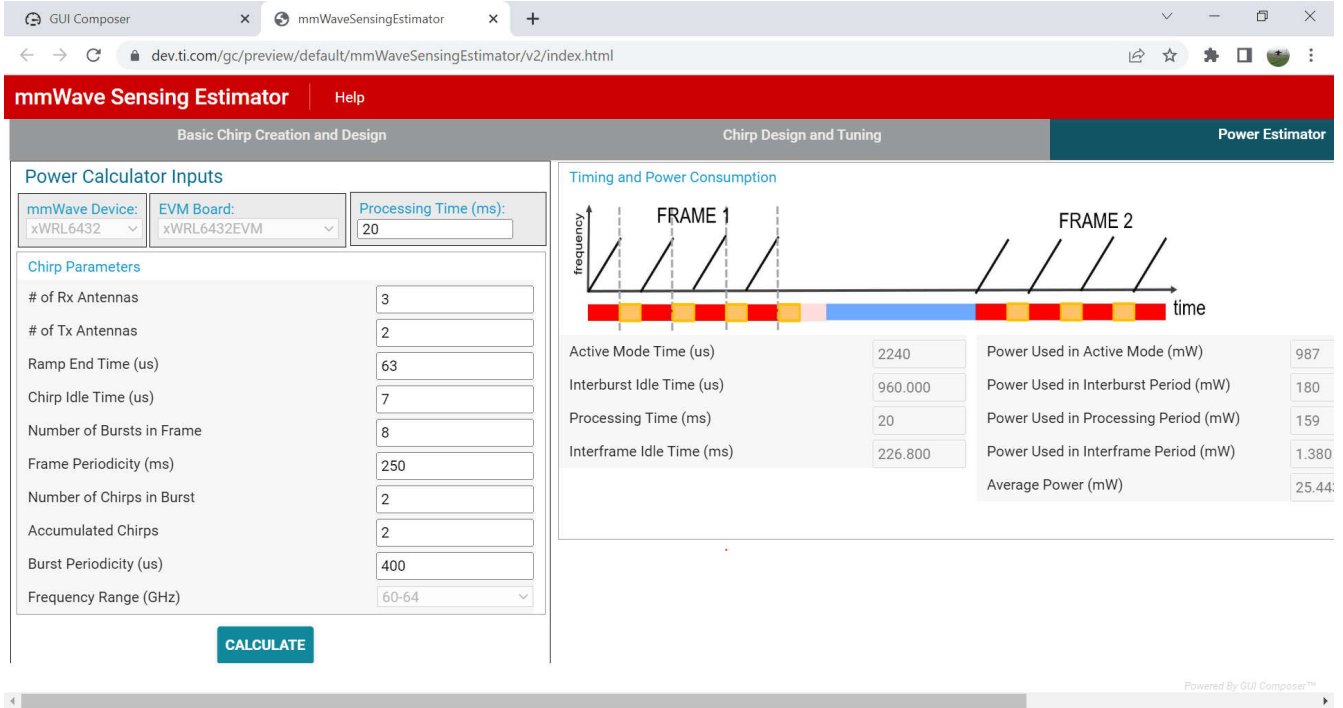 GUI Composer
mmWaveSensingEstimator
dev.ti.com/gc/preview/default/mmWaveSensingEstimator/v2/index.html
mmWave Sensing Estimator
Help
Basic Chirp Creation and Design
Chirp Design and Tuning
Power Estimator
Power Calculator Inputs
mmWave Device:
xWRL6432
EVM Board:
xWRL6432EVM
Processing Time (ms):
20
Chirp Parameters
# of Rx Antennas 3
# of Tx Antennas 2
Ramp End Time (us) 63
Chirp Idle Time (us) 7
Number of Bursts in Frame 8
Frame Periodicity (ms) 250
Number of Chirps in Burst 2
Accumulated Chirps 2
Burst Periodicity (us) 400
Frequency Range (GHz) 60-64
CALCULATE
Timing and Power Consumption
frequency
FRAME 1
FRAME 2
time
Active Mode Time (us) 2240 Power Used in Active Mode (mW) 987
Interburst Idle Time (us) 960.000 Power Used in Interburst Period (mW) 180
Processing Time (ms) 20 Power Used in Processing Period (mW) 159
Interframe Idle Time (ms) 226.800 Power Used in Interframe Period (mW) 1.380
Average Power (mW) 25.44
Powered By GUI Composer™